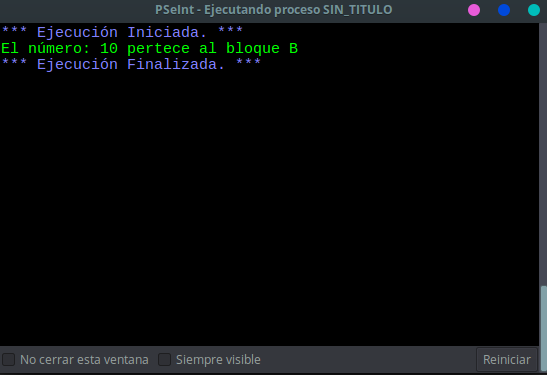 PSeInt - Ejecutando proceso SIN_TITULO
*** Ejecución Iniciada. ***
El número: 10 pertece al bloque B
*** Ejecución Finalizada. ***
No cerrar esta ventana Siempre visible Reiniciar